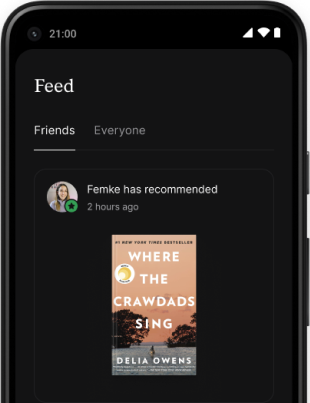 21:00
Feed
Friends Everyone
Femke has recommended
2 hours ago
#1 NEW YORK TIMES BESTSELLER
WHERE
THE
CRAWDADS
SING
DELIA OWENS